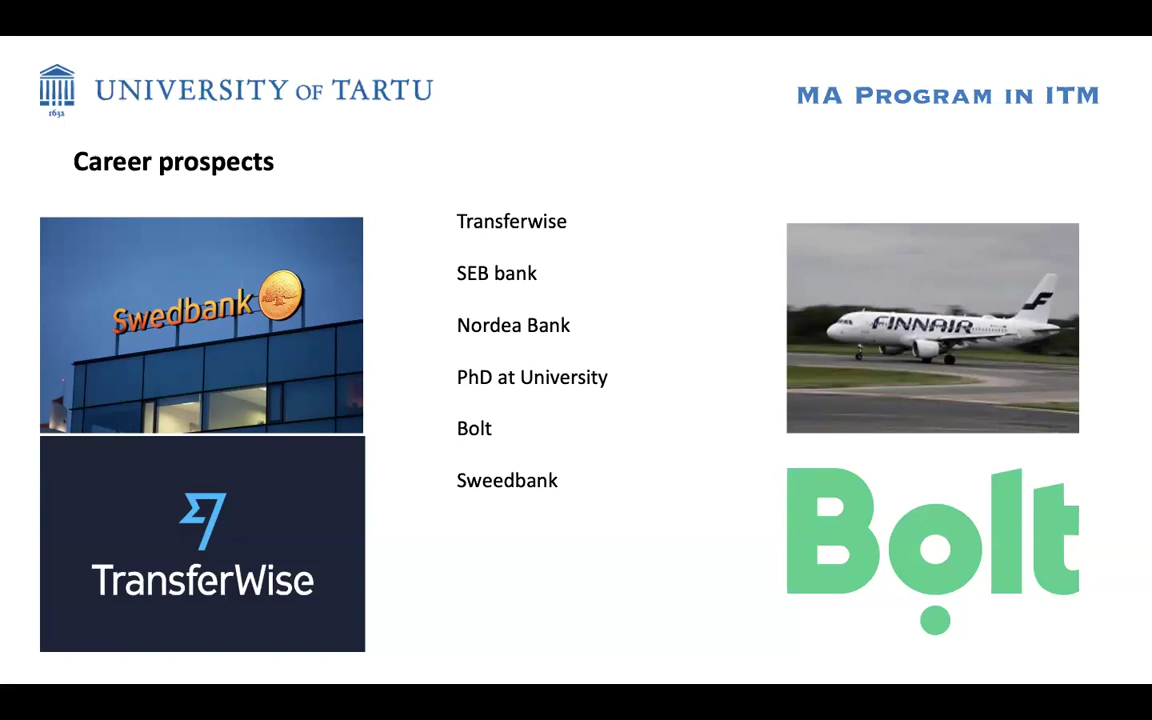 UNIVERSITY OF TARTU
1632
MA PROGRAM IN ITM
Career prospects
Swedbank
TransferWise
Transferwise
SEB bank
Nordea Bank
PhD at University
Bolt
Sweedbank
FINNAIR
Bolt